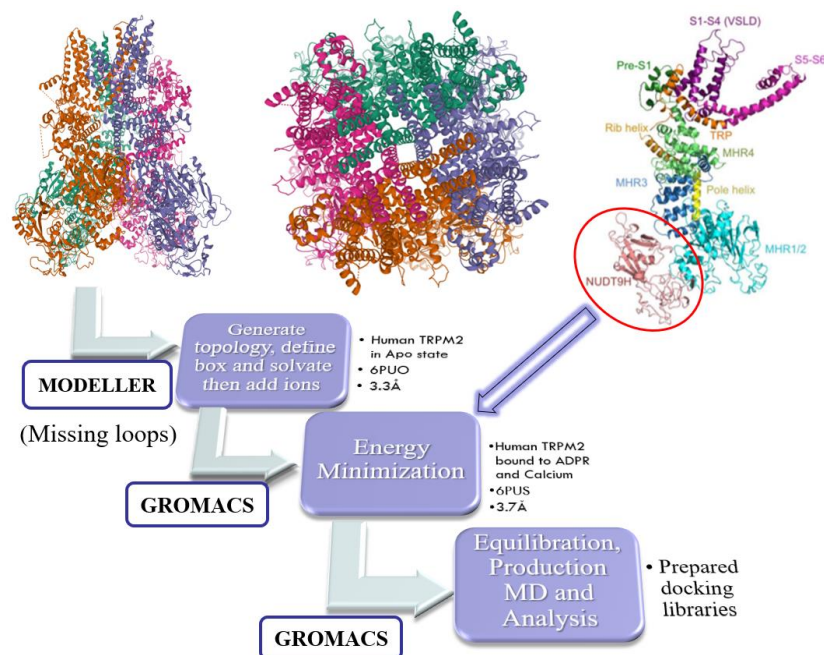 S1-S4 (VSLD)
S5-S6
Pre-S1
TRP
Rib helix
MHR4
MHR3
Pole helix
MHR1/2
NUDT9H
Generate
topology, define
box and solvate
then add ions
• Human TRPM2
in Apo state
• 6PUO
• 3.3Å
MODELLER
(Missing loops)
Energy
Minimization
•Human TRPM2
bound to ADPR
and Calcium
•6PUS
•3.7Å
GROMACS
Equilibration,
Production
MD and
Analysis
• Prepared
docking
libraries
GROMACS